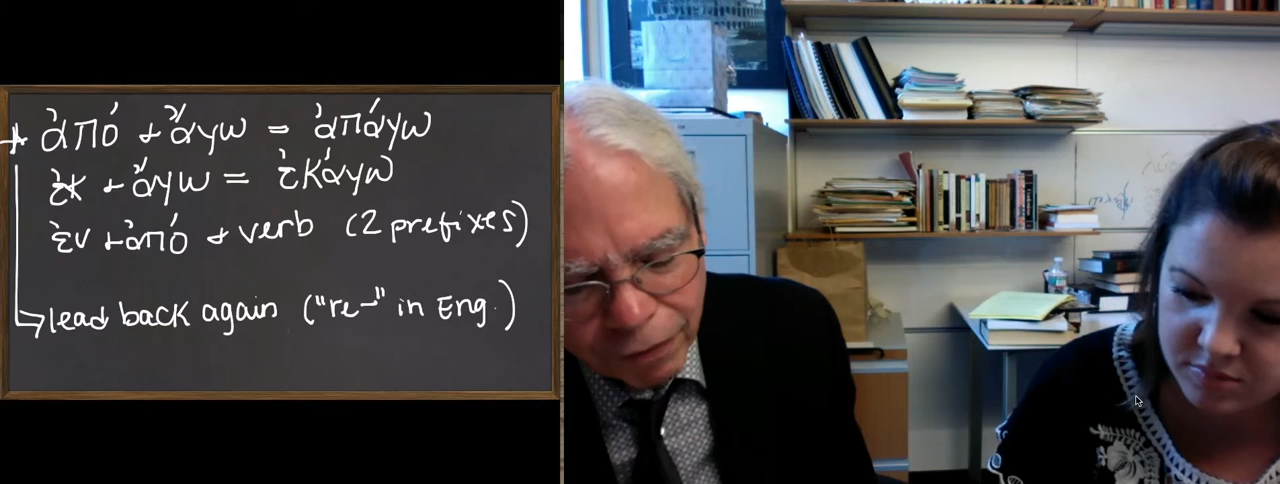 * ἀπό + ἄγω = ἀπάγω
ἐκ + ἄγω = ἐκάγω
ἐν + ἀπό + verb (2 prefixes)
↳ lead back again ("re-" in Eng.)